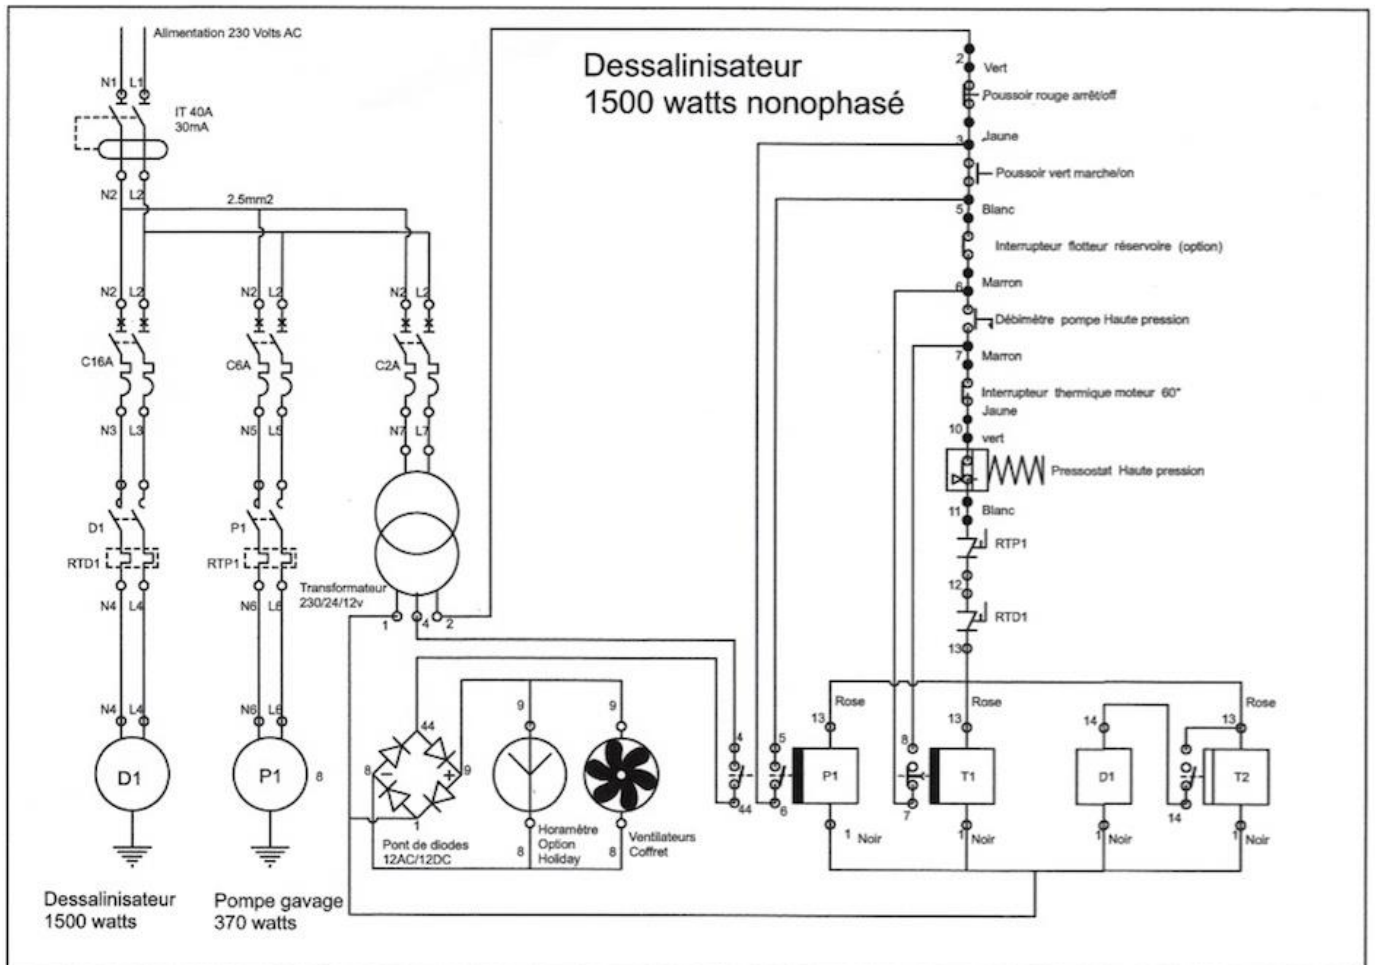 Alimentation 230 Volts AC
Dessalinisateur
1500 watts nonophasé
N1 L1
IT 40A
30mA
N2 L2
2.5mm2
N2 L2
N2 L2
N2 L2
C16A
C6A
C2A
N3 L3
N5 L5
N7 L7
D1
P1
RTD1
RTP1
N4 L4
N6 L6
Transformateur
230/24/12v
1 4 2
N4 L4
N6 L6
D1
P1
8
Dessalinisateur
1500 watts
Pompe gavage
370 watts
2
Vert
Poussoir rouge arrêt/off
Jaune
3
Poussoir vert marche/on
5
Blanc
Interrupteur flotteur réservoire (option)
Marron
6
Débimètre pompe Haute pression
7
Marron
Interrupteur thermique moteur 60°
Jaune
10
vert
Pressostat Haute pression
11
Blanc
RTP1
12
RTD1
13
44
8
-
+
9
1
Pont de diodes
12AC/12DC
9
8
Horamètre
Option
Holiday
9
8
Ventilateurs
Coffret
4
44
5
6
Rose
13
P1
1 Noir
8
7
Rose
13
T1
1 Noir
14
D1
1 Noir
14
Rose
13
T2
1 Noir